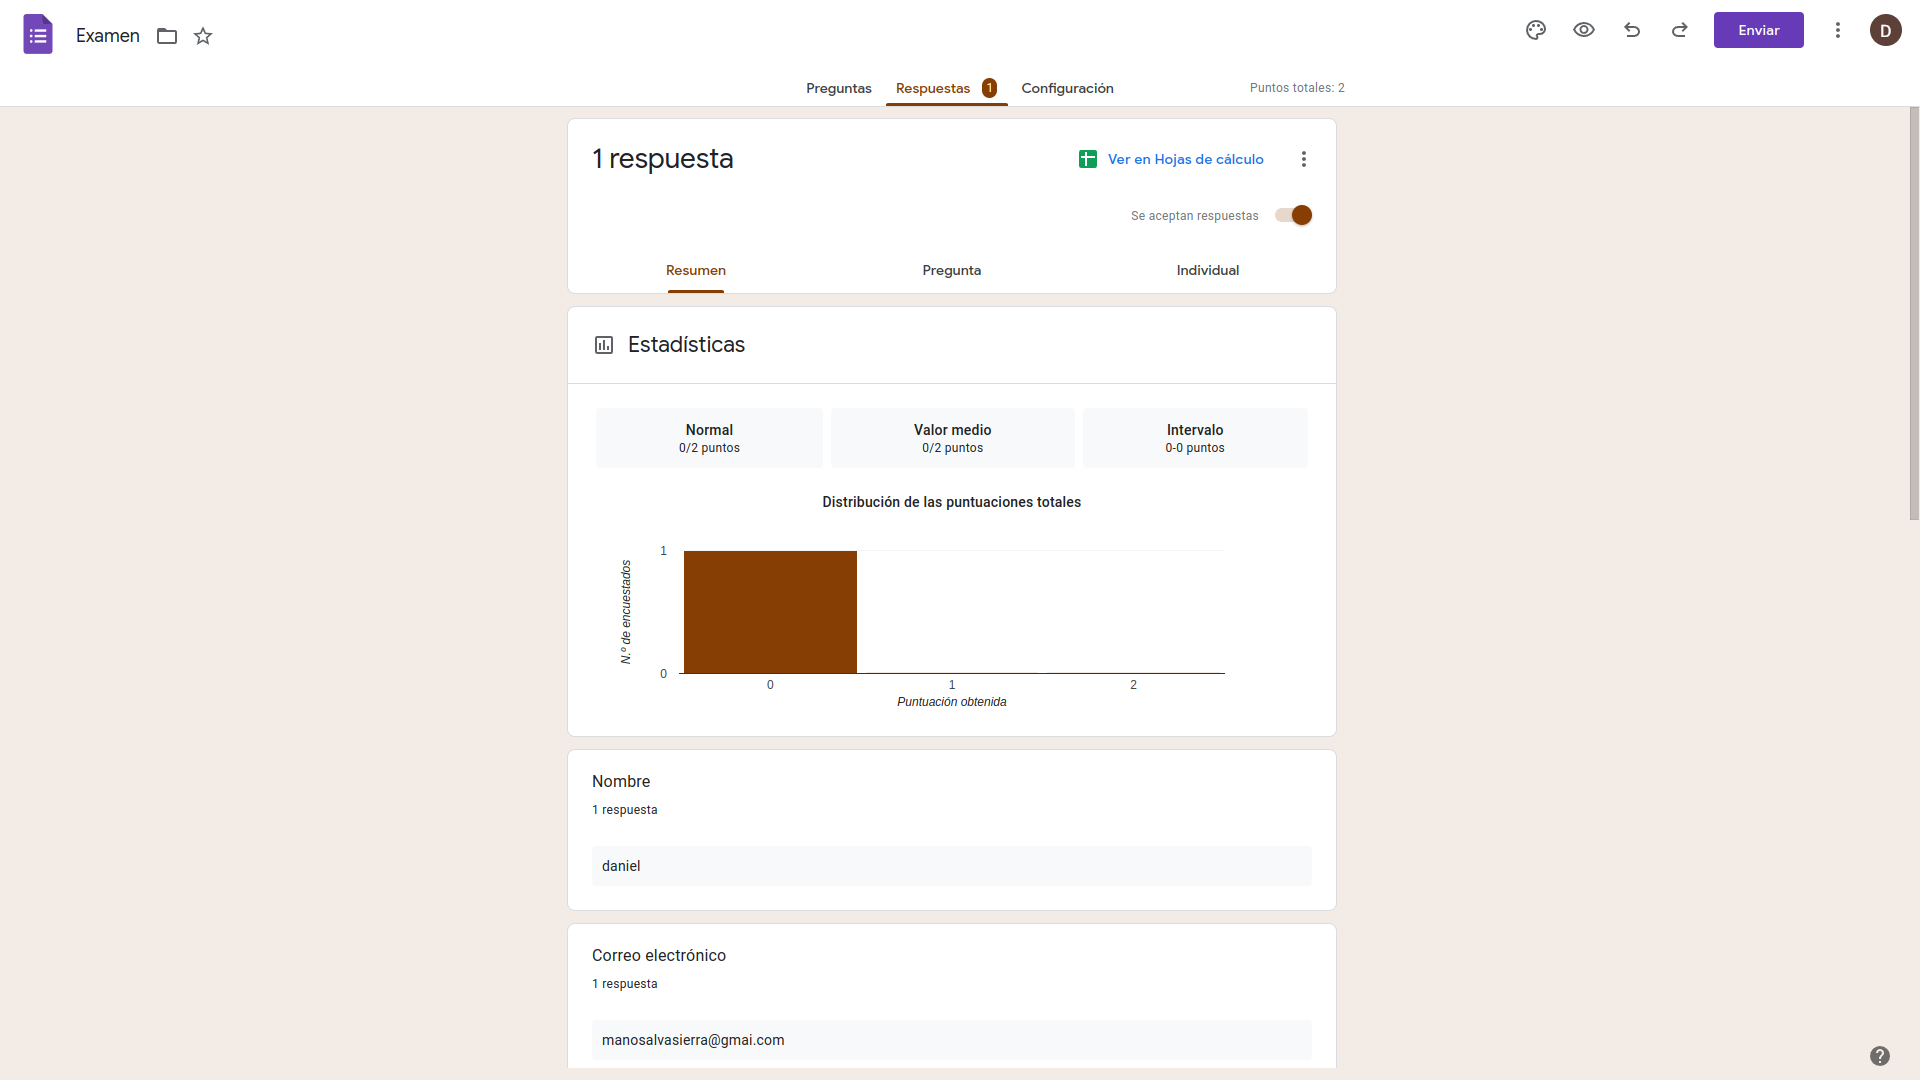 Examen
Enviar
D
Preguntas
Respuestas 1
Configuración
Puntos totales: 2
1 respuesta
Ver en Hojas de cálculo
Se aceptan respuestas
Resumen
Pregunta
Individual
Estadísticas
Normal
0/2 puntos
Valor medio
0/2 puntos
Intervalo
0-0 puntos
Distribución de las puntuaciones totales
N.º de encuestados
1
0
0
1
2
Puntuación obtenida
Nombre
1 respuesta
daniel
Correo electrónico
1 respuesta
manosalvasierra@gmai.com